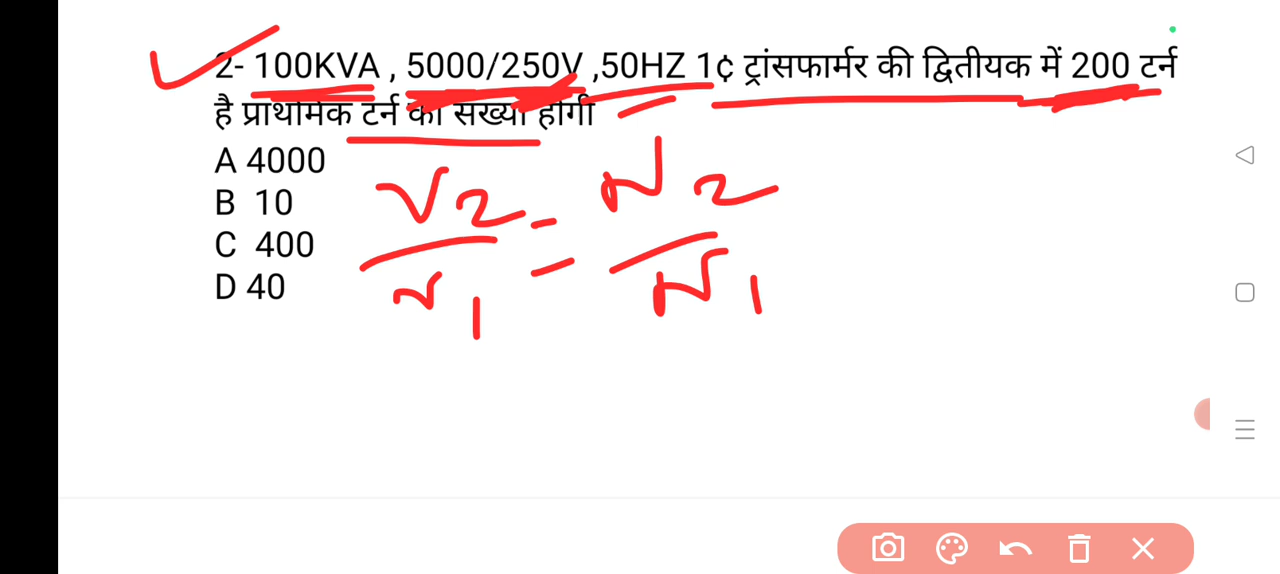 2- 100KVA , 5000/250V ,50HZ 1¢ ट्रांसफार्मर की द्वितीयक में 200 टर्न
है प्राथमिक टर्न की संख्या होगी
A 4000
B 10
C 400
D 40
V2 = N2
V1 N1